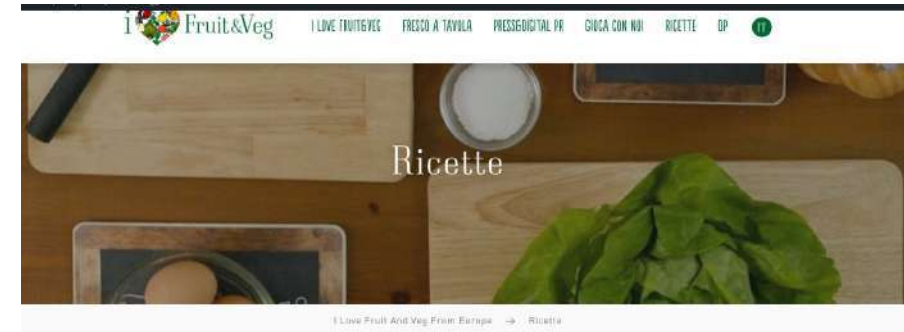 i Fruit&Veg
I LOVE FRUIT&VEG FRESCO A TAVOLA PRESS&DIGITAL PR GIOCA CON NOI RICETTE OP IT
Ricette
I Love Fruit And Veg From Europe → Ricette